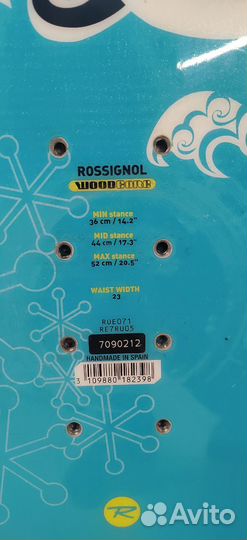 ROSSIGNOL
WOODCORE
MIN stance
36 cm / 14.2"
MID stance
44 cm / 17.3"
MAX stance
52 cm / 20.5"
WAIST WIDTH
23
RUEO71
RE7RU05
7090212
HANDMADE IN SPAIN
3 109880 182398
R
Avito